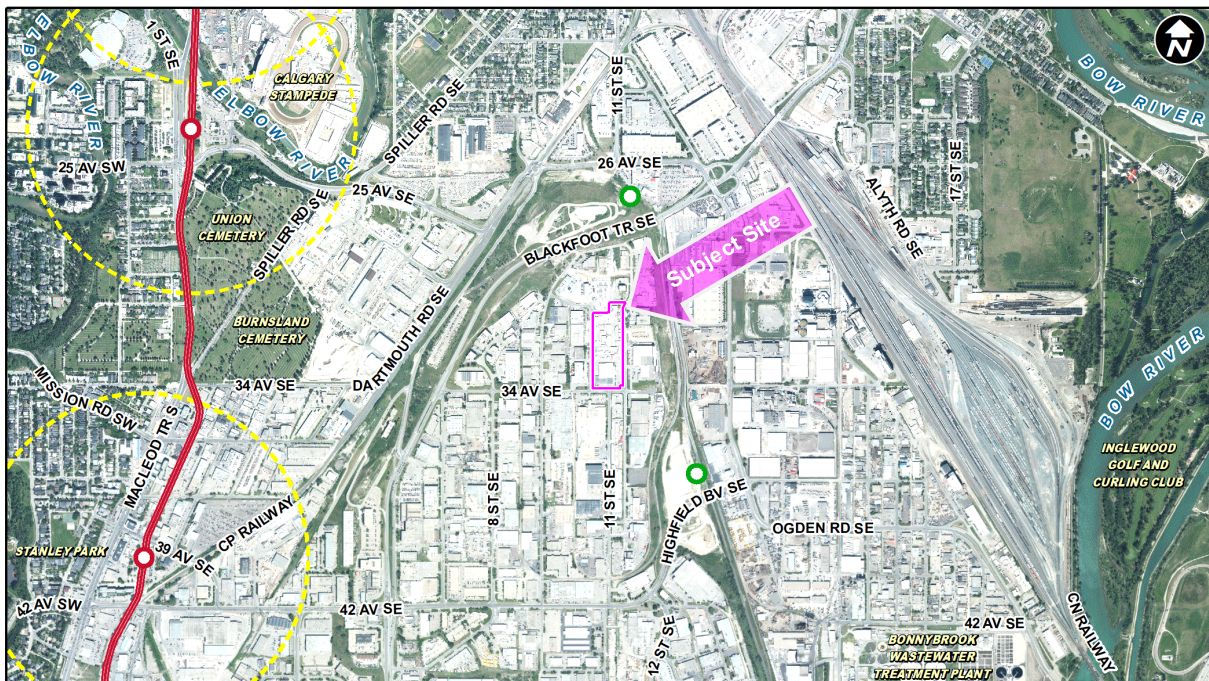 N
1 ST SE
ELBOW RIVER
CALGARY
STAMPEDE
ELBOW RIVER
SPILLER RD SE
11 ST SE
BOW RIVER
25 AV SW
26 AV SE
25 AV SE
17 ST SE
ALYTH RD SE
UNION
CEMETERY
SPILLER RD SE
BLACKFOOT TR SE
Subject Site
BURNSLAND
CEMETERY
DARTMOUTH RD SE
34 AV SE
34 AV SE
MISSION RD SW
MACLEOD TR S
BOW RIVER
INGLEWOOD
GOLF AND
CURLING CLUB
8 ST SE
11 ST SE
HIGHFIELD BV SE
CP RAILWAY
OGDEN RD SE
STANLEY PARK
39 AV SE
42 AV SW
42 AV SE
42 AV SE
12 ST SE
BONNYBROOK
WASTEWATER
TREATMENT PLANT
CN RAILWAY